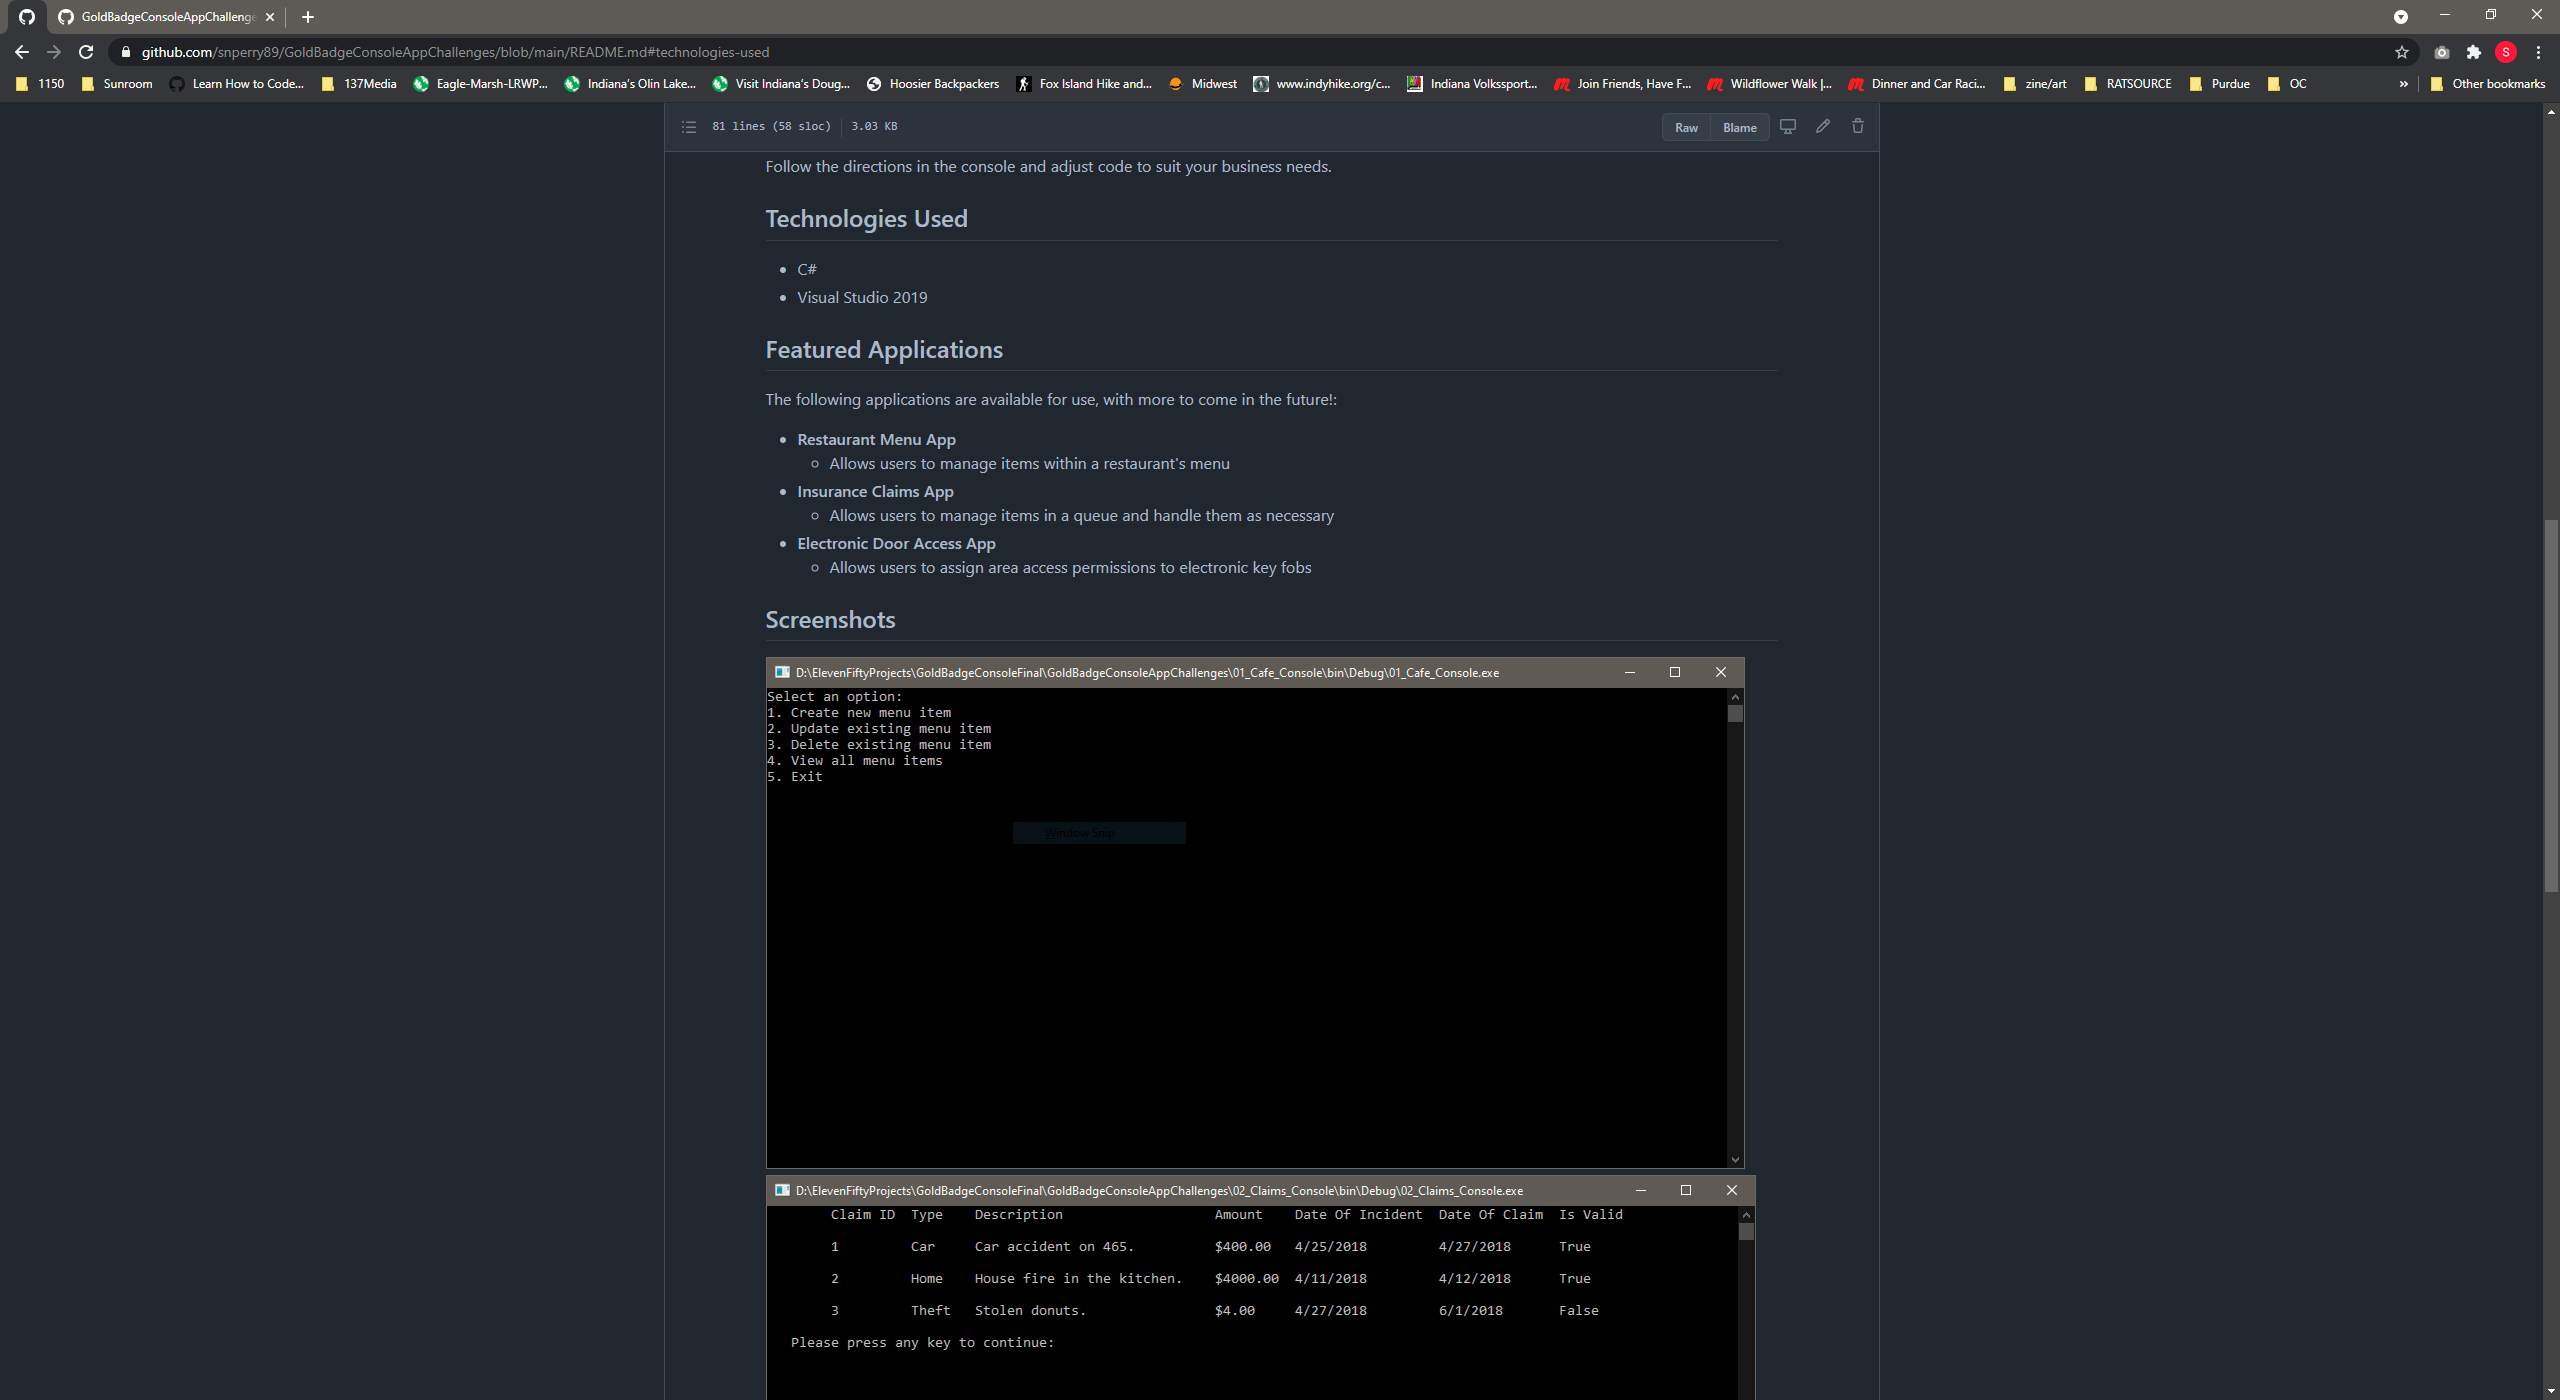 GoldBadgeConsoleAppChallenge
github.com/snperry89/GoldBadgeConsoleAppChallenges/blob/main/README.md#technologies-used
S
1150 Sunroom Learn How to Code... 137Media Eagle-Marsh-LRWP... Indiana's Olin Lake... Visit Indiana's Doug... Hoosier Backpackers Fox Island Hike and... Midwest www.indyhike.org/c... Indiana Volkssport... Join Friends, Have F... Wildflower Walk |... Dinner and Car Raci... zine/art RATSOURCE Purdue OC » Other bookmarks
81 lines (58 sloc) 3.03 KB Raw Blame
Follow the directions in the console and adjust code to suit your business needs.
Technologies Used
• C#
• Visual Studio 2019
Featured Applications
The following applications are available for use, with more to come in the future!:
• Restaurant Menu App
○ Allows users to manage items within a restaurant's menu
• Insurance Claims App
○ Allows users to manage items in a queue and handle them as necessary
• Electronic Door Access App
○ Allows users to assign area access permissions to electronic key fobs
Screenshots
D:\ElevenFiftyProjects\GoldBadgeConsoleFinal\GoldBadgeConsoleAppChallenges\01_Cafe_Console\bin\Debug\01_Cafe_Console.exe
Select an option:
1. Create new menu item
2. Update existing menu item
3. Delete existing menu item
4. View all menu items
5. Exit
Window Snip
D:\ElevenFiftyProjects\GoldBadgeConsoleFinal\GoldBadgeConsoleAppChallenges\02_Claims_Console\bin\Debug\02_Claims_Console.exe
Claim ID Type Description Amount Date Of Incident Date Of Claim Is Valid
1 Car Car accident on 465. $400.00 4/25/2018 4/27/2018 True
2 Home House fire in the kitchen. $4000.00 4/11/2018 4/12/2018 True
3 Theft Stolen donuts. $4.00 4/27/2018 6/1/2018 False
Please press any key to continue: